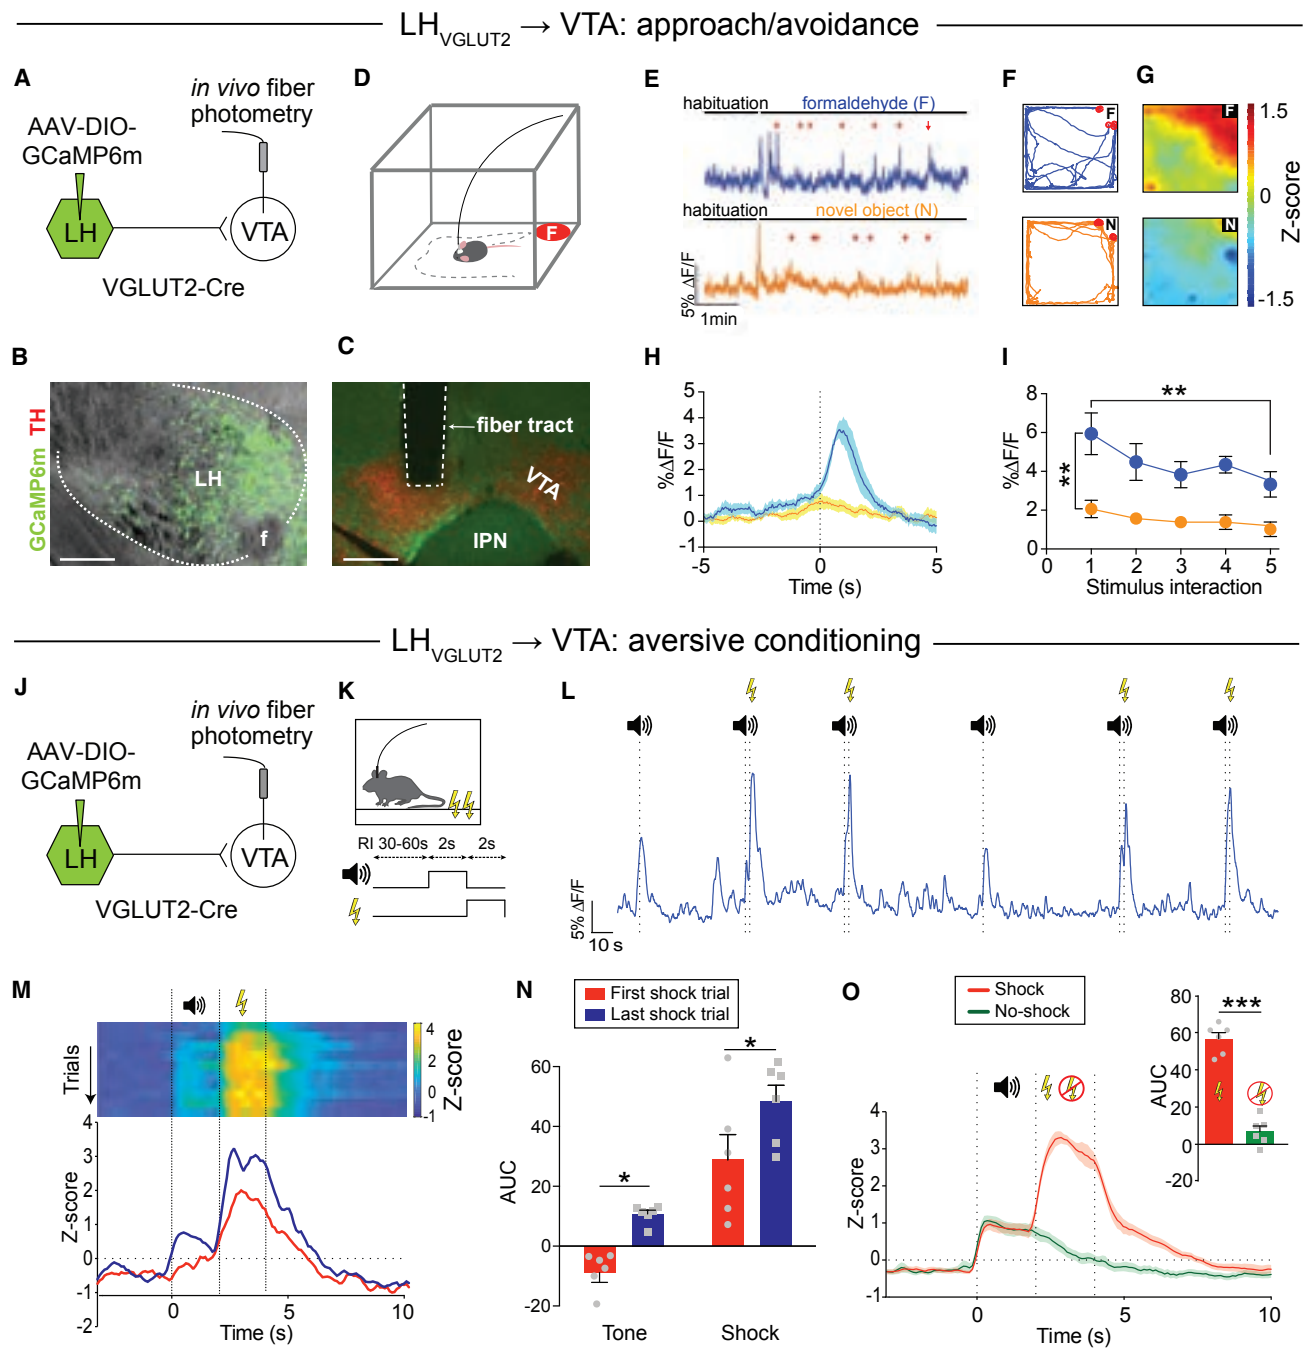 LH_VGLUT2 → VTA: approach/avoidance
A
in vivo fiber
photometry
AAV-DIO-
GCaMP6m
LH
VTA
VGLUT2-Cre
D
F
E
habituation
formaldehyde (F)
habituation
novel object (N)
5% ΔF/F
1min
F
F
N
G
F
N
1.5
0
-1.5
Z-score
B
GCaMP6m TH
LH
f
C
fiber tract
VTA
IPN
H
%ΔF/F
5
4
3
2
1
0
-1
-5
0
5
Time (s)
I
%ΔF/F
8
6
4
2
0
**
**
0
1
2
3
4
5
Stimulus interaction
LH_VGLUT2 → VTA: aversive conditioning
J
in vivo fiber
photometry
AAV-DIO-
GCaMP6m
LH
VTA
VGLUT2-Cre
K
RI 30-60s
2s
2s
L
5% ΔF/F
10 s
M
Trials
4
2
0
-1
Z-score
4
3
2
1
0
-1
-2
Z-score
0
5
10
Time (s)
N
First shock trial
Last shock trial
AUC
60
40
20
0
-20
*
*
Tone
Shock
O
Shock
No-shock
Z-score
4
3
2
1
0
-1
0
5
10
Time (s)
AUC
80
60
40
20
0
-20
***